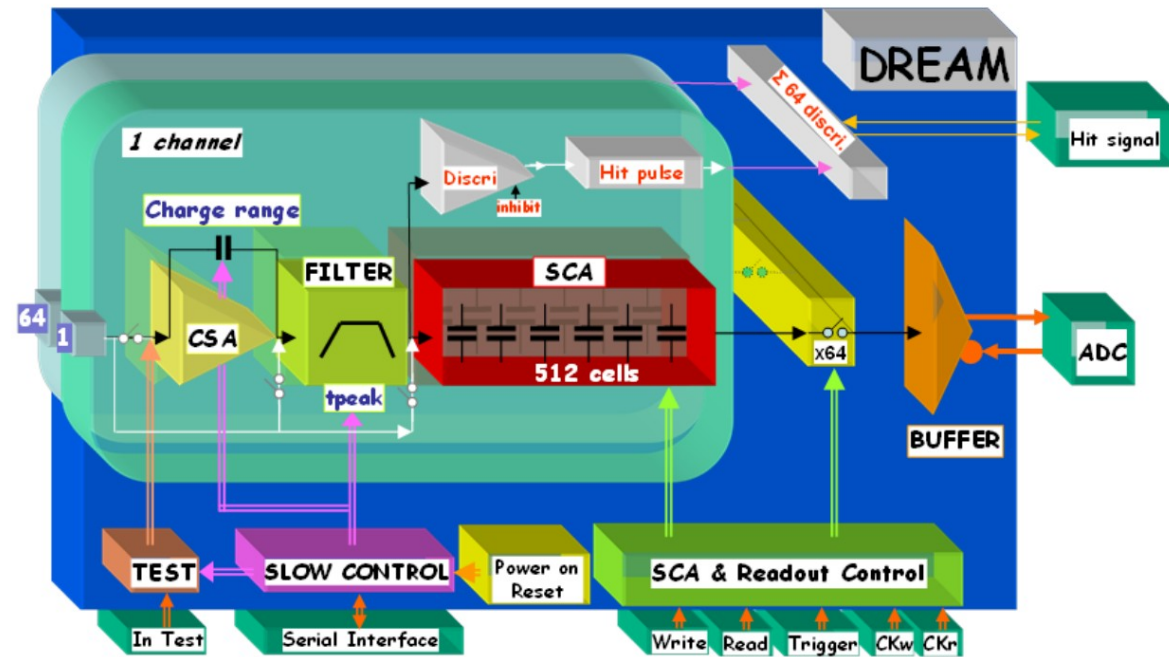 DREAM
Σ 64 discri.
Hit signal
1 channel
Discri
inhibit
Hit pulse
Charge range
FILTER
SCA
64
1
CSA
512 cells
tpeak
x64
ADC
BUFFER
TEST
SLOW CONTROL
Power on
Reset
SCA & Readout Control
In Test
Serial Interface
Write
Read
Trigger
CKw
CKr